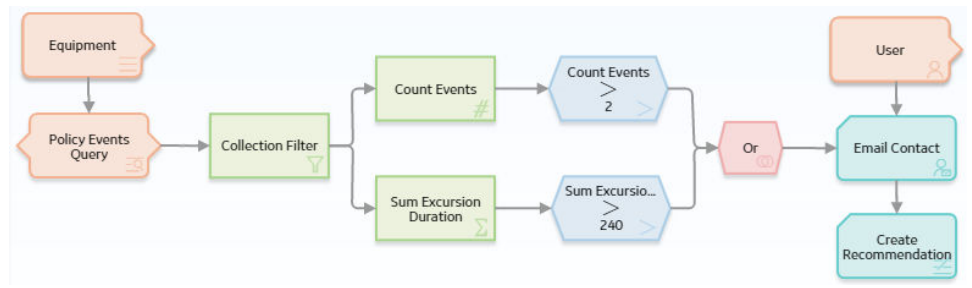 Equipment
User
Policy Events
Query
Collection Filter
Count Events
#
Count Events
>
2
Sum Excursion
Duration
Σ
Sum Excursio...
>
240
Or
Email Contact
Create
Recommendation